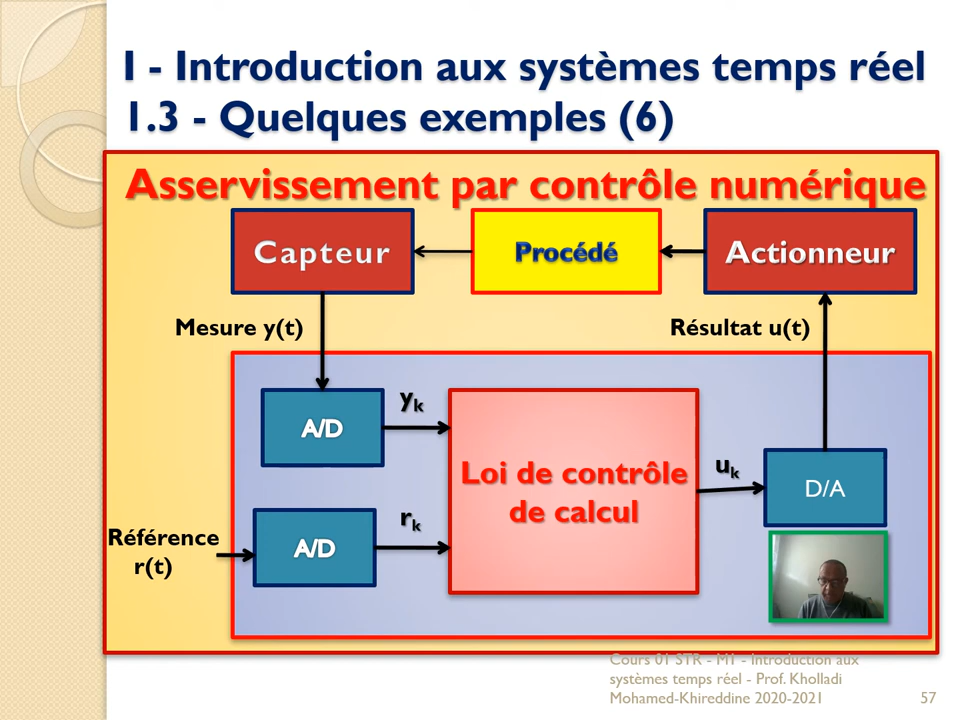 I - Introduction aux systèmes temps réel
1.3 - Quelques exemples (6)
Asservissement par contrôle numérique
Capteur
Procédé
Actionneur
Mesure y(t)
Résultat u(t)
A/D
yk
Loi de contrôle
de calcul
uk
D/A
A/D
rk
Référence
r(t)
Cours 01 STR - M1 - Introduction aux
systèmes temps réel - Prof. Kholladi
Mohamed-Khireddine 2020-2021
57